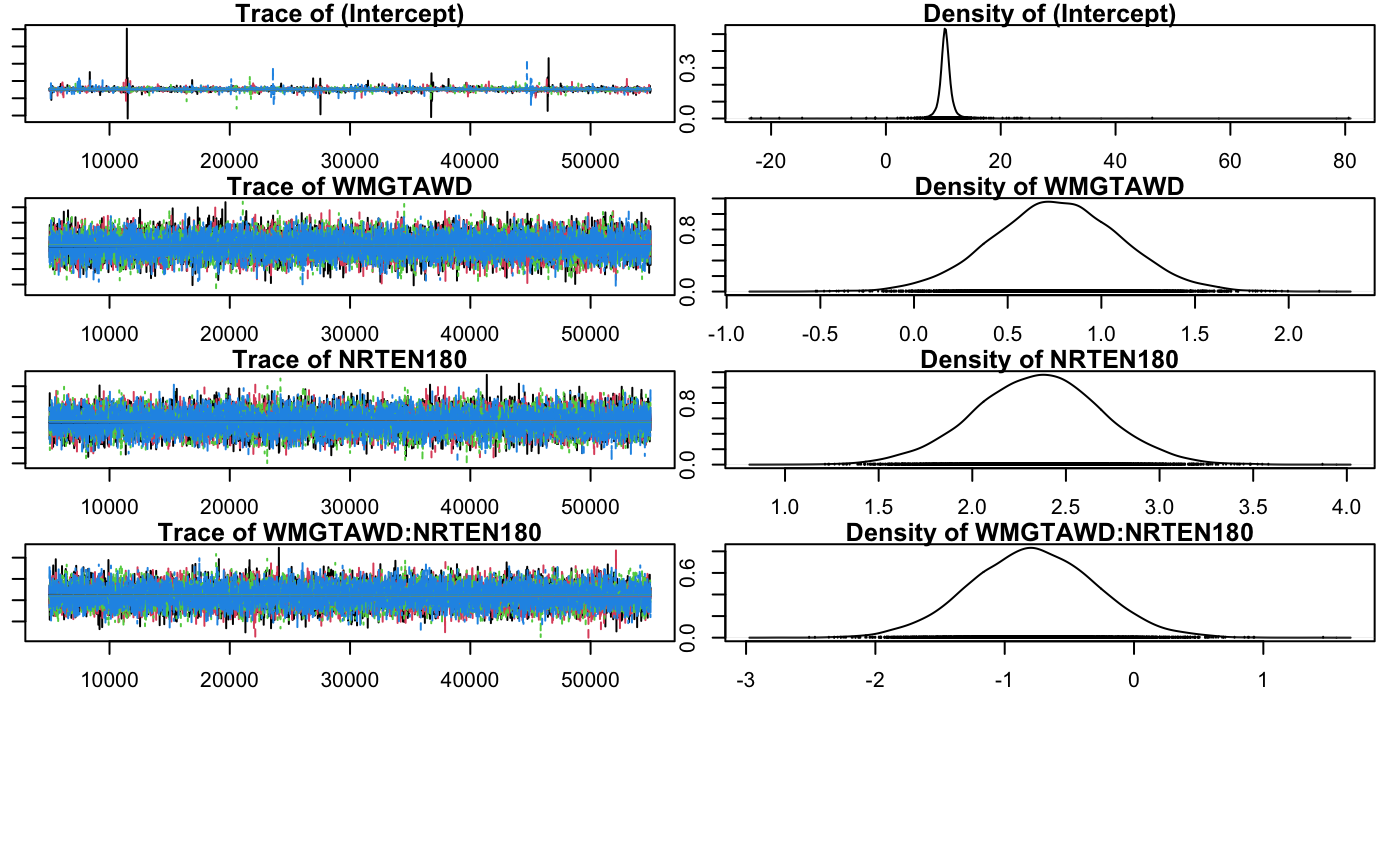 Trace of (Intercept)
10000 20000 30000 40000 50000
Density of (Intercept)
0.0 0.3
-20 0 20 40 60 80
Trace of WMGTAWD
10000 20000 30000 40000 50000
Density of WMGTAWD
0.0 0.8
-1.0 -0.5 0.0 0.5 1.0 1.5 2.0
Trace of NRTEN180
10000 20000 30000 40000 50000
Density of NRTEN180
0.0 0.8
1.0 1.5 2.0 2.5 3.0 3.5 4.0
Trace of WMGTAWD:NRTEN180
10000 20000 30000 40000 50000
Density of WMGTAWD:NRTEN180
0.0 0.6
-3 -2 -1 0 1